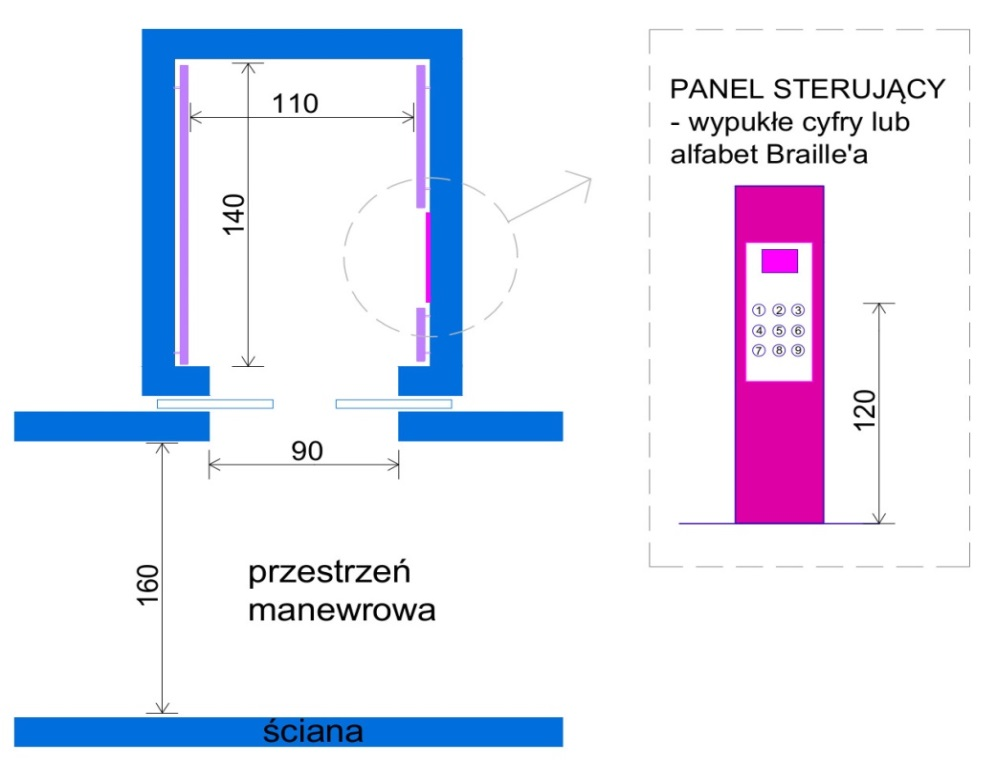 110
140
90
160
przestrzeń
manewrowa
ściana
PANEL STERUJĄCY
- wypukłe cyfry lub
alfabet Braille'a
1 2 3
4 5 6
7 8 9
120